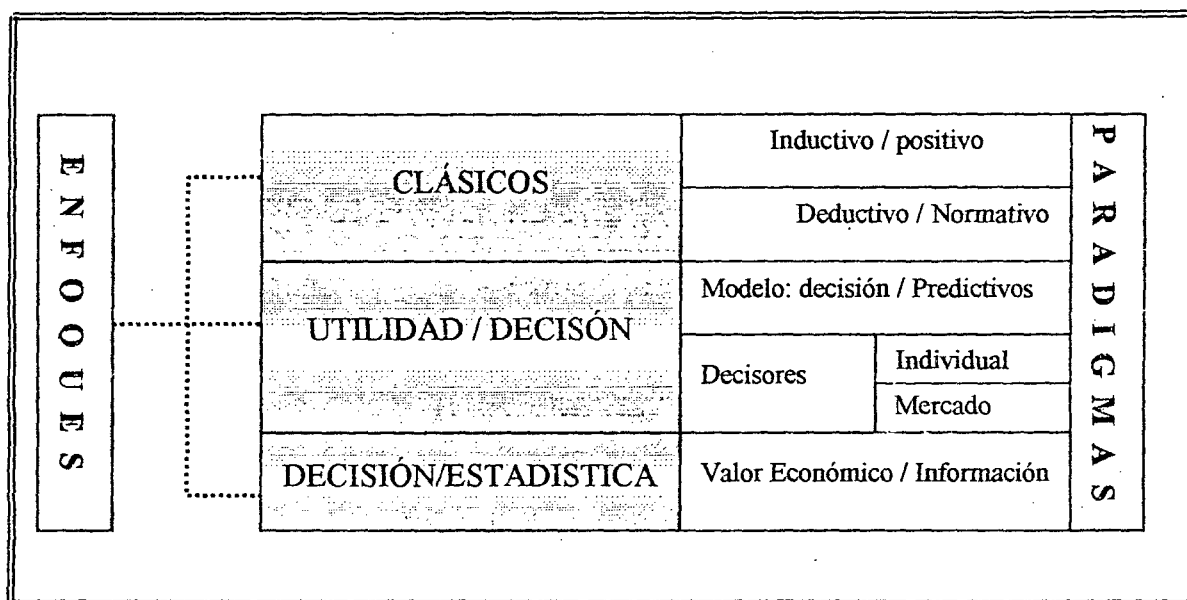 ENFOQUES
CLÁSICOS
Inductivo / positivo
Deductivo / Normativo
UTILIDAD / DECISÓN
Modelo: decisión / Predictivos
Decisores
Individual
Mercado
DECISIÓN/ESTADISTICA
Valor Económico / Información
PARADIGMAS